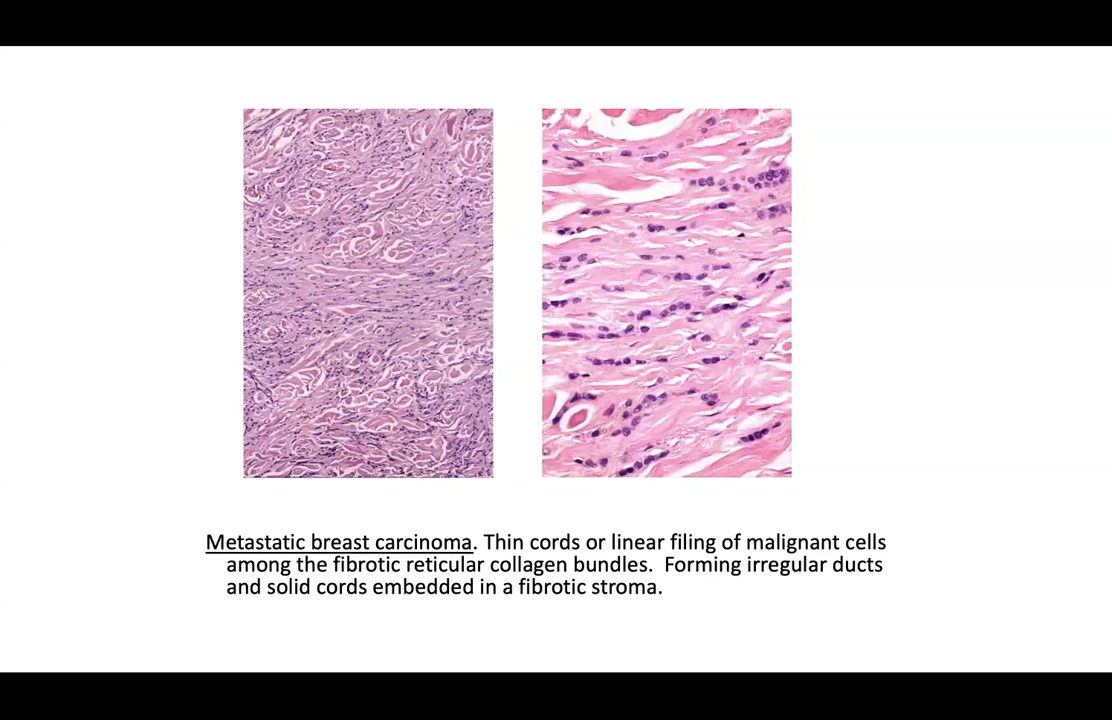 Metastatic breast carcinoma. Thin cords or linear filing of malignant cells
among the fibrotic reticular collagen bundles.  Forming irregular ducts
and solid cords embedded in a fibrotic stroma.